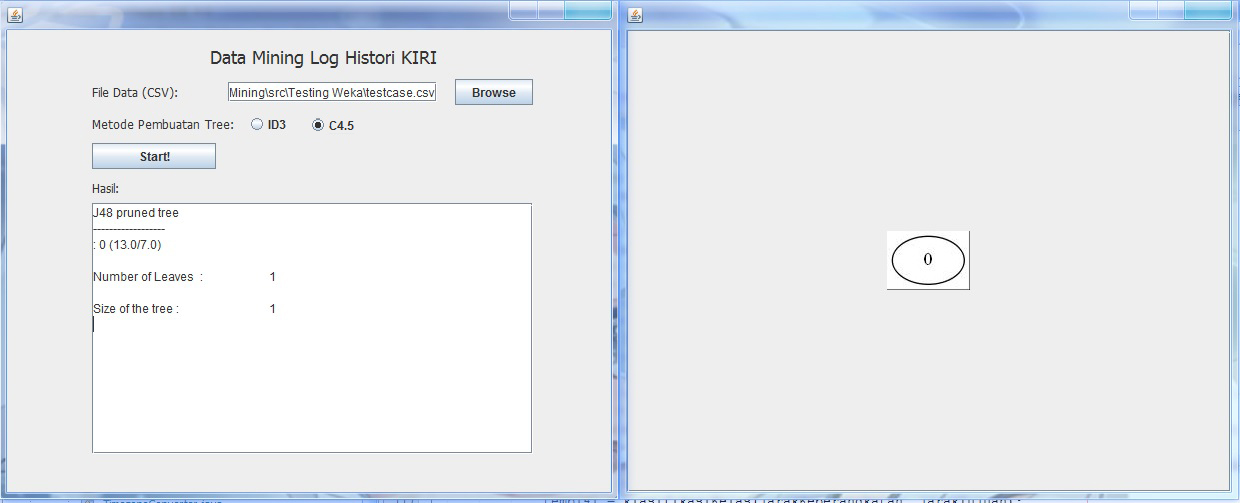 Data Mining Log Histori KIRI
File Data (CSV): Mining\src\Testing Weka\testcase.csv Browse
Metode Pembuatan Tree: ID3 C4.5
Start!
Hasil:
J48 pruned tree
------------------
: 0 (13.0/7.0)
Number of Leaves : 1
Size of the tree : 1
0